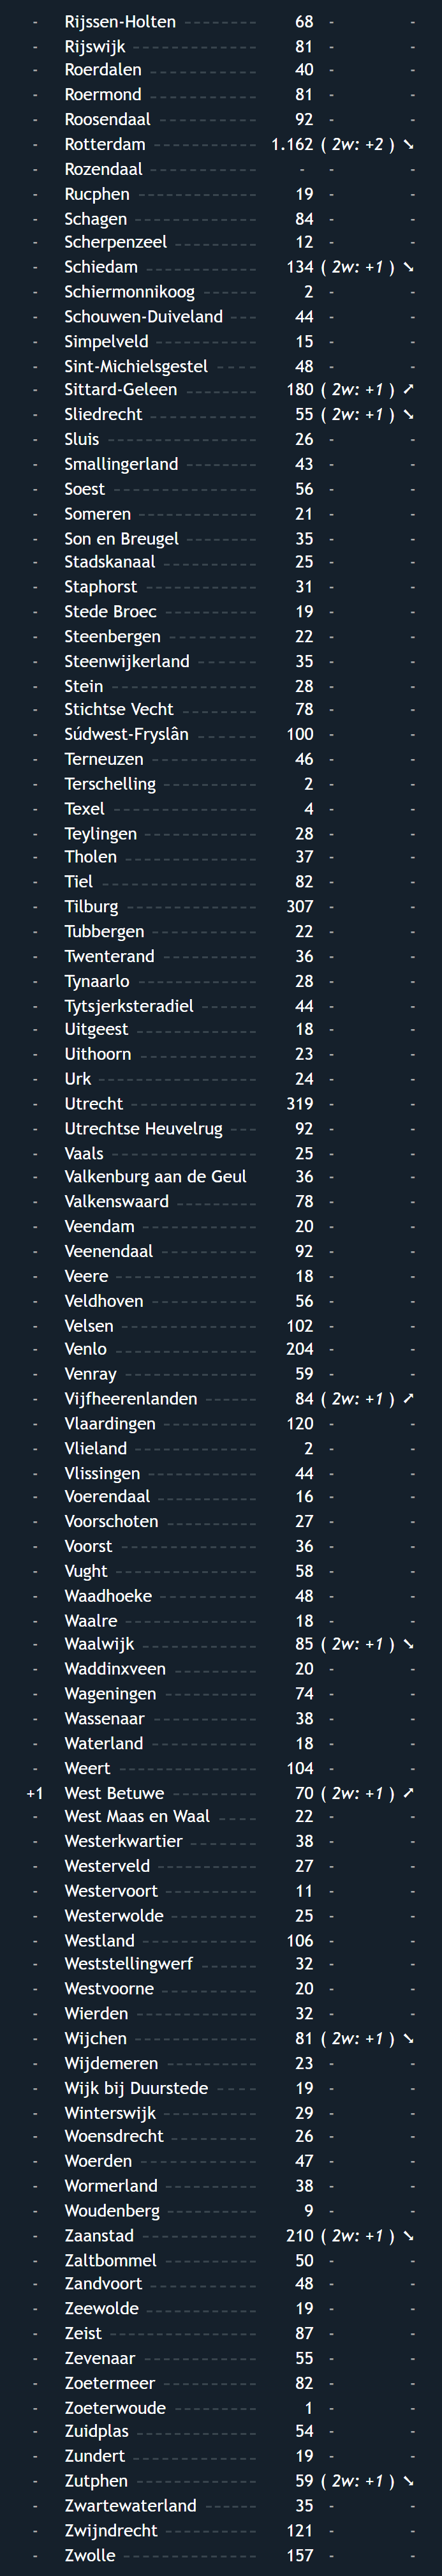 - Rijssen-Holten 68 - -
- Rijswijk 81 - -
- Roerdalen 40 - -
- Roermond 81 - -
- Roosendaal 92 - -
- Rotterdam 1.162 ( 2w: +2 ) ➘
- Rozendaal - - -
- Rucphen 19 - -
- Schagen 84 - -
- Scherpenzeel 12 - -
- Schiedam 134 ( 2w: +1 ) ➘
- Schiermonnikoog 2 - -
- Schouwen-Duiveland 44 - -
- Simpelveld 15 - -
- Sint-Michielsgestel 48 - -
- Sittard-Geleen 180 ( 2w: +1 ) ➚
- Sliedrecht 55 ( 2w: +1 ) ➘
- Sluis 26 - -
- Smallingerland 43 - -
- Soest 56 - -
- Someren 21 - -
- Son en Breugel 35 - -
- Stadskanaal 25 - -
- Staphorst 31 - -
- Stede Broec 19 - -
- Steenbergen 22 - -
- Steenwijkerland 35 - -
- Stein 28 - -
- Stichtse Vecht 78 - -
- Súdwest-Fryslân 100 - -
- Terneuzen 46 - -
- Terschelling 2 - -
- Texel 4 - -
- Teylingen 28 - -
- Tholen 37 - -
- Tiel 82 - -
- Tilburg 307 - -
- Tubbergen 22 - -
- Twenterand 36 - -
- Tynaarlo 28 - -
- Tytsjerksteradiel 44 - -
- Uitgeest 18 - -
- Uithoorn 23 - -
- Urk 24 - -
- Utrecht 319 - -
- Utrechtse Heuvelrug 92 - -
- Vaals 25 - -
- Valkenburg aan de Geul 36 - -
- Valkenswaard 78 - -
- Veendam 20 - -
- Veenendaal 92 - -
- Veere 18 - -
- Veldhoven 56 - -
- Velsen 102 - -
- Venlo 204 - -
- Venray 59 - -
- Vijfheerenlanden 84 ( 2w: +1 ) ➚
- Vlaardingen 120 - -
- Vlieland 2 - -
- Vlissingen 44 - -
- Voerendaal 16 - -
- Voorschoten 27 - -
- Voorst 36 - -
- Vught 58 - -
- Waadhoeke 48 - -
- Waalre 18 - -
- Waalwijk 85 ( 2w: +1 ) ➘
- Waddinxveen 20 - -
- Wageningen 74 - -
- Wassenaar 38 - -
- Waterland 18 - -
- Weert 104 - -
+1 West Betuwe 70 ( 2w: +1 ) ➚
- West Maas en Waal 22 - -
- Westerkwartier 38 - -
- Westerveld 27 - -
- Westervoort 11 - -
- Westerwolde 25 - -
- Westland 106 - -
- Weststellingwerf 32 - -
- Westvoorne 20 - -
- Wierden 32 - -
- Wijchen 81 ( 2w: +1 ) ➘
- Wijdemeren 23 - -
- Wijk bij Duurstede 19 - -
- Winterswijk 29 - -
- Woensdrecht 26 - -
- Woerden 47 - -
- Wormerland 38 - -
- Woudenberg 9 - -
- Zaanstad 210 ( 2w: +1 ) ➘
- Zaltbommel 50 - -
- Zandvoort 48 - -
- Zeewolde 19 - -
- Zeist 87 - -
- Zevenaar 55 - -
- Zoetermeer 82 - -
- Zoeterwoude 1 - -
- Zuidplas 54 - -
- Zundert 19 - -
- Zutphen 59 ( 2w: +1 ) ➘
- Zwartewaterland 35 - -
- Zwijndrecht 121 - -
- Zwolle 157 - -